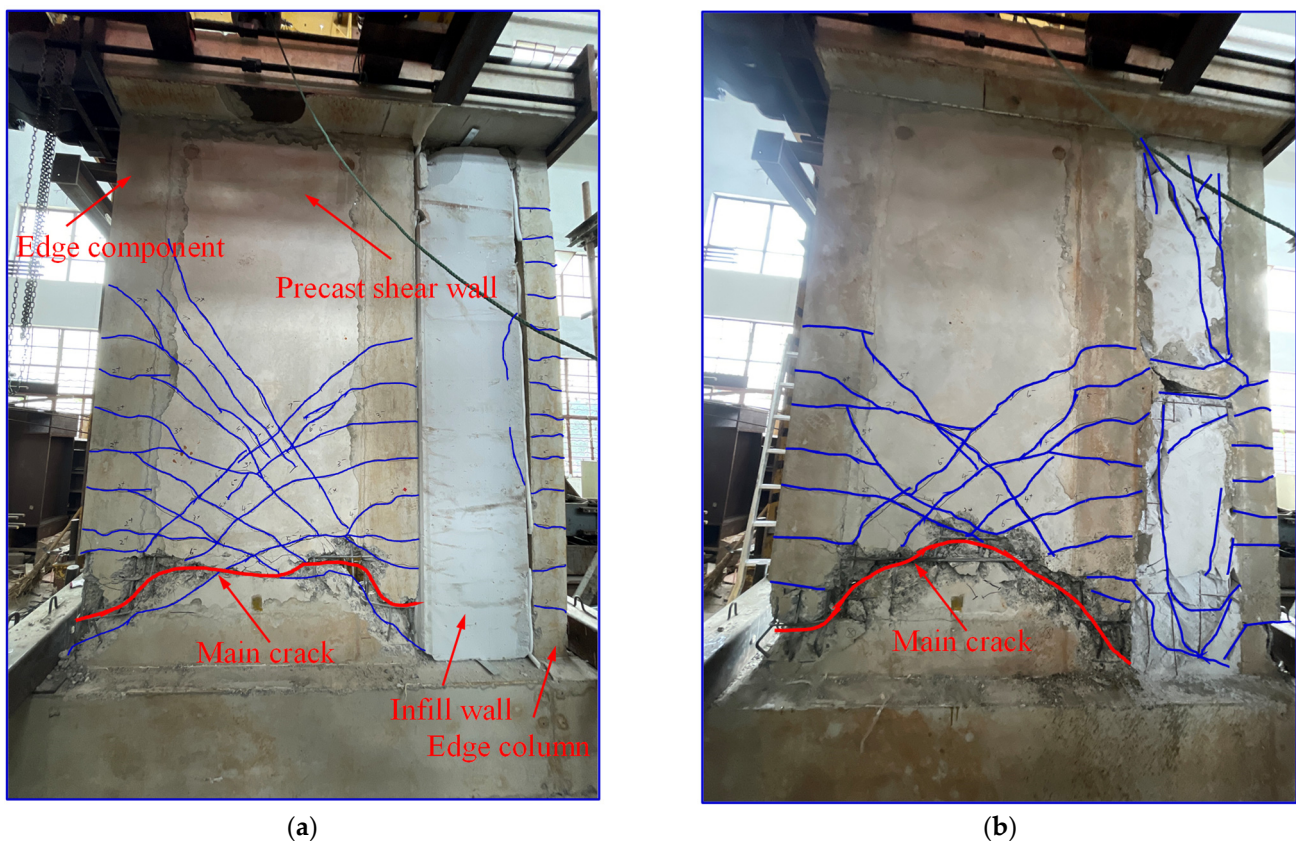 Edge component
Precast shear wall
Main crack
Infill wall
Edge column
(a)
Main crack
(b)